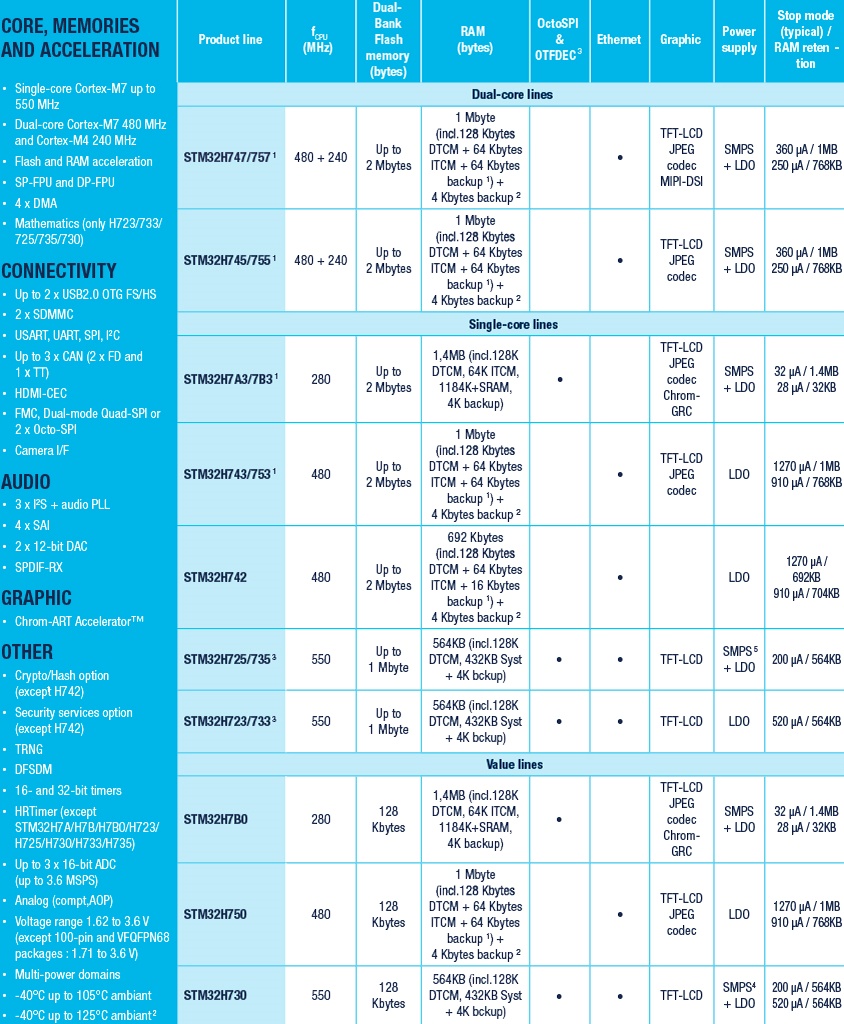 CORE, MEMORIES
AND ACCELERATION
• Single-core Cortex-M7 up to
550 MHz
• Dual-core Cortex-M7 480 MHz
and Cortex-M4 240 MHz
• Flash and RAM acceleration
• SP-FPU and DP-FPU
• 4 x DMA
• Mathematics (only H723/733/
725/735/730)
CONNECTIVITY
• Up to 2 x USB2.0 OTG FS/HS
• 2 x SDMMC
• USART, UART, SPI, I²C
• Up to 3 x CAN (2 x FD and
1 x TT)
• HDMI-CEC
• FMC, Dual-mode Quad-SPI or
2 x Octo-SPI
• Camera I/F
AUDIO
• 3 x I²S + audio PLL
• 4 x SAI
• 2 x 12-bit DAC
• SPDIF-RX
GRAPHIC
• Chrom-ART Accelerator™
OTHER
• Crypto/Hash option
(except H742)
• Security services option
(except H742)
• TRNG
• DFSDM
• 16- and 32-bit timers
• HRTimer (except
STM32H7A/H7B/H7B0/H723/
H725/H730/H733/H735)
• Up to 3 x 16-bit ADC
(up to 3.6 MSPS)
• Analog (compt,AOP)
• Voltage range 1.62 to 3.6 V
(except 100-pin and VFQFPN68
packages : 1.71 to 3.6 V)
• Multi-power domains
• -40°C up to 105°C ambiant
• -40°C up to 125°C ambiant²
Product line
fCPU
(MHz)
Dual-
Bank
Flash
memory
(bytes)
RAM
(bytes)
OctoSPI
&
OTFDEC ³
Ethernet
Graphic
Power
supply
Stop mode
(typical) /
RAM reten -
tion
Dual-core lines
STM32H747/757 ¹
480 + 240
Up to
2 Mbytes
1 Mbyte
(incl.128 Kbytes
DTCM + 64 Kbytes
ITCM + 64 Kbytes
backup ¹) +
4 Kbytes backup ²
•
TFT-LCD
JPEG
codec
MIPI-DSI
SMPS
+ LDO
360 µA / 1MB
250 µA / 768KB
STM32H745/755 ¹
480 + 240
Up to
2 Mbytes
1 Mbyte
(incl.128 Kbytes
DTCM + 64 Kbytes
ITCM + 64 Kbytes
backup ¹) +
4 Kbytes backup ²
•
TFT-LCD
JPEG
codec
SMPS
+ LDO
360 µA / 1MB
250 µA / 768KB
Single-core lines
STM32H7A3/7B3 ¹
280
Up to
2 Mbytes
1,4MB (incl.128K
DTCM, 64K ITCM,
1184K+SRAM,
4K backup)
•
TFT-LCD
JPEG
codec
Chrom-
GRC
SMPS
+ LDO
32 µA / 1.4MB
28 µA / 32KB
STM32H743/753 ¹
480
Up to
2 Mbytes
1 Mbyte
(incl.128 Kbytes
DTCM + 64 Kbytes
ITCM + 64 Kbytes
backup ¹) +
4 Kbytes backup ²
•
TFT-LCD
JPEG
codec
LDO
1270 µA / 1MB
910 µA / 768KB
STM32H742
480
Up to
2 Mbytes
692 Kbytes
(incl.128 Kbytes
DTCM + 64 Kbytes
ITCM + 16 Kbytes
backup ¹) +
4 Kbytes backup ²
•
LDO
1270 µA /
692KB
910 µA / 704KB
STM32H725/735 ³
550
Up to
1 Mbyte
564KB (incl.128K
DTCM, 432KB Syst
+ 4K bckup)
•
•
TFT-LCD
SMPS ⁵
+ LDO
200 µA / 564KB
STM32H723/733 ³
550
Up to
1 Mbyte
564KB (incl.128K
DTCM, 432KB Syst
+ 4K bckup)
•
•
TFT-LCD
LDO
520 µA / 564KB
Value lines
STM32H7B0
280
128
Kbytes
1,4MB (incl.128K
DTCM, 64K ITCM,
1184K+SRAM,
4K backup)
•
TFT-LCD
JPEG
codec
Chrom-
GRC
SMPS
+ LDO
32 µA / 1.4MB
28 µA / 32KB
STM32H750
480
128
Kbytes
1 Mbyte
(incl.128 Kbytes
DTCM + 64 Kbytes
ITCM + 64 Kbytes
backup ¹) +
4 Kbytes backup ²
•
TFT-LCD
JPEG
codec
LDO
1270 µA / 1MB
910 µA / 768KB
STM32H730
550
128
Kbytes
564KB (incl.128K
DTCM, 432KB Syst
+ 4K bckup)
•
•
TFT-LCD
SMPS⁴
+ LDO
200 µA / 564KB
520 µA / 564KB